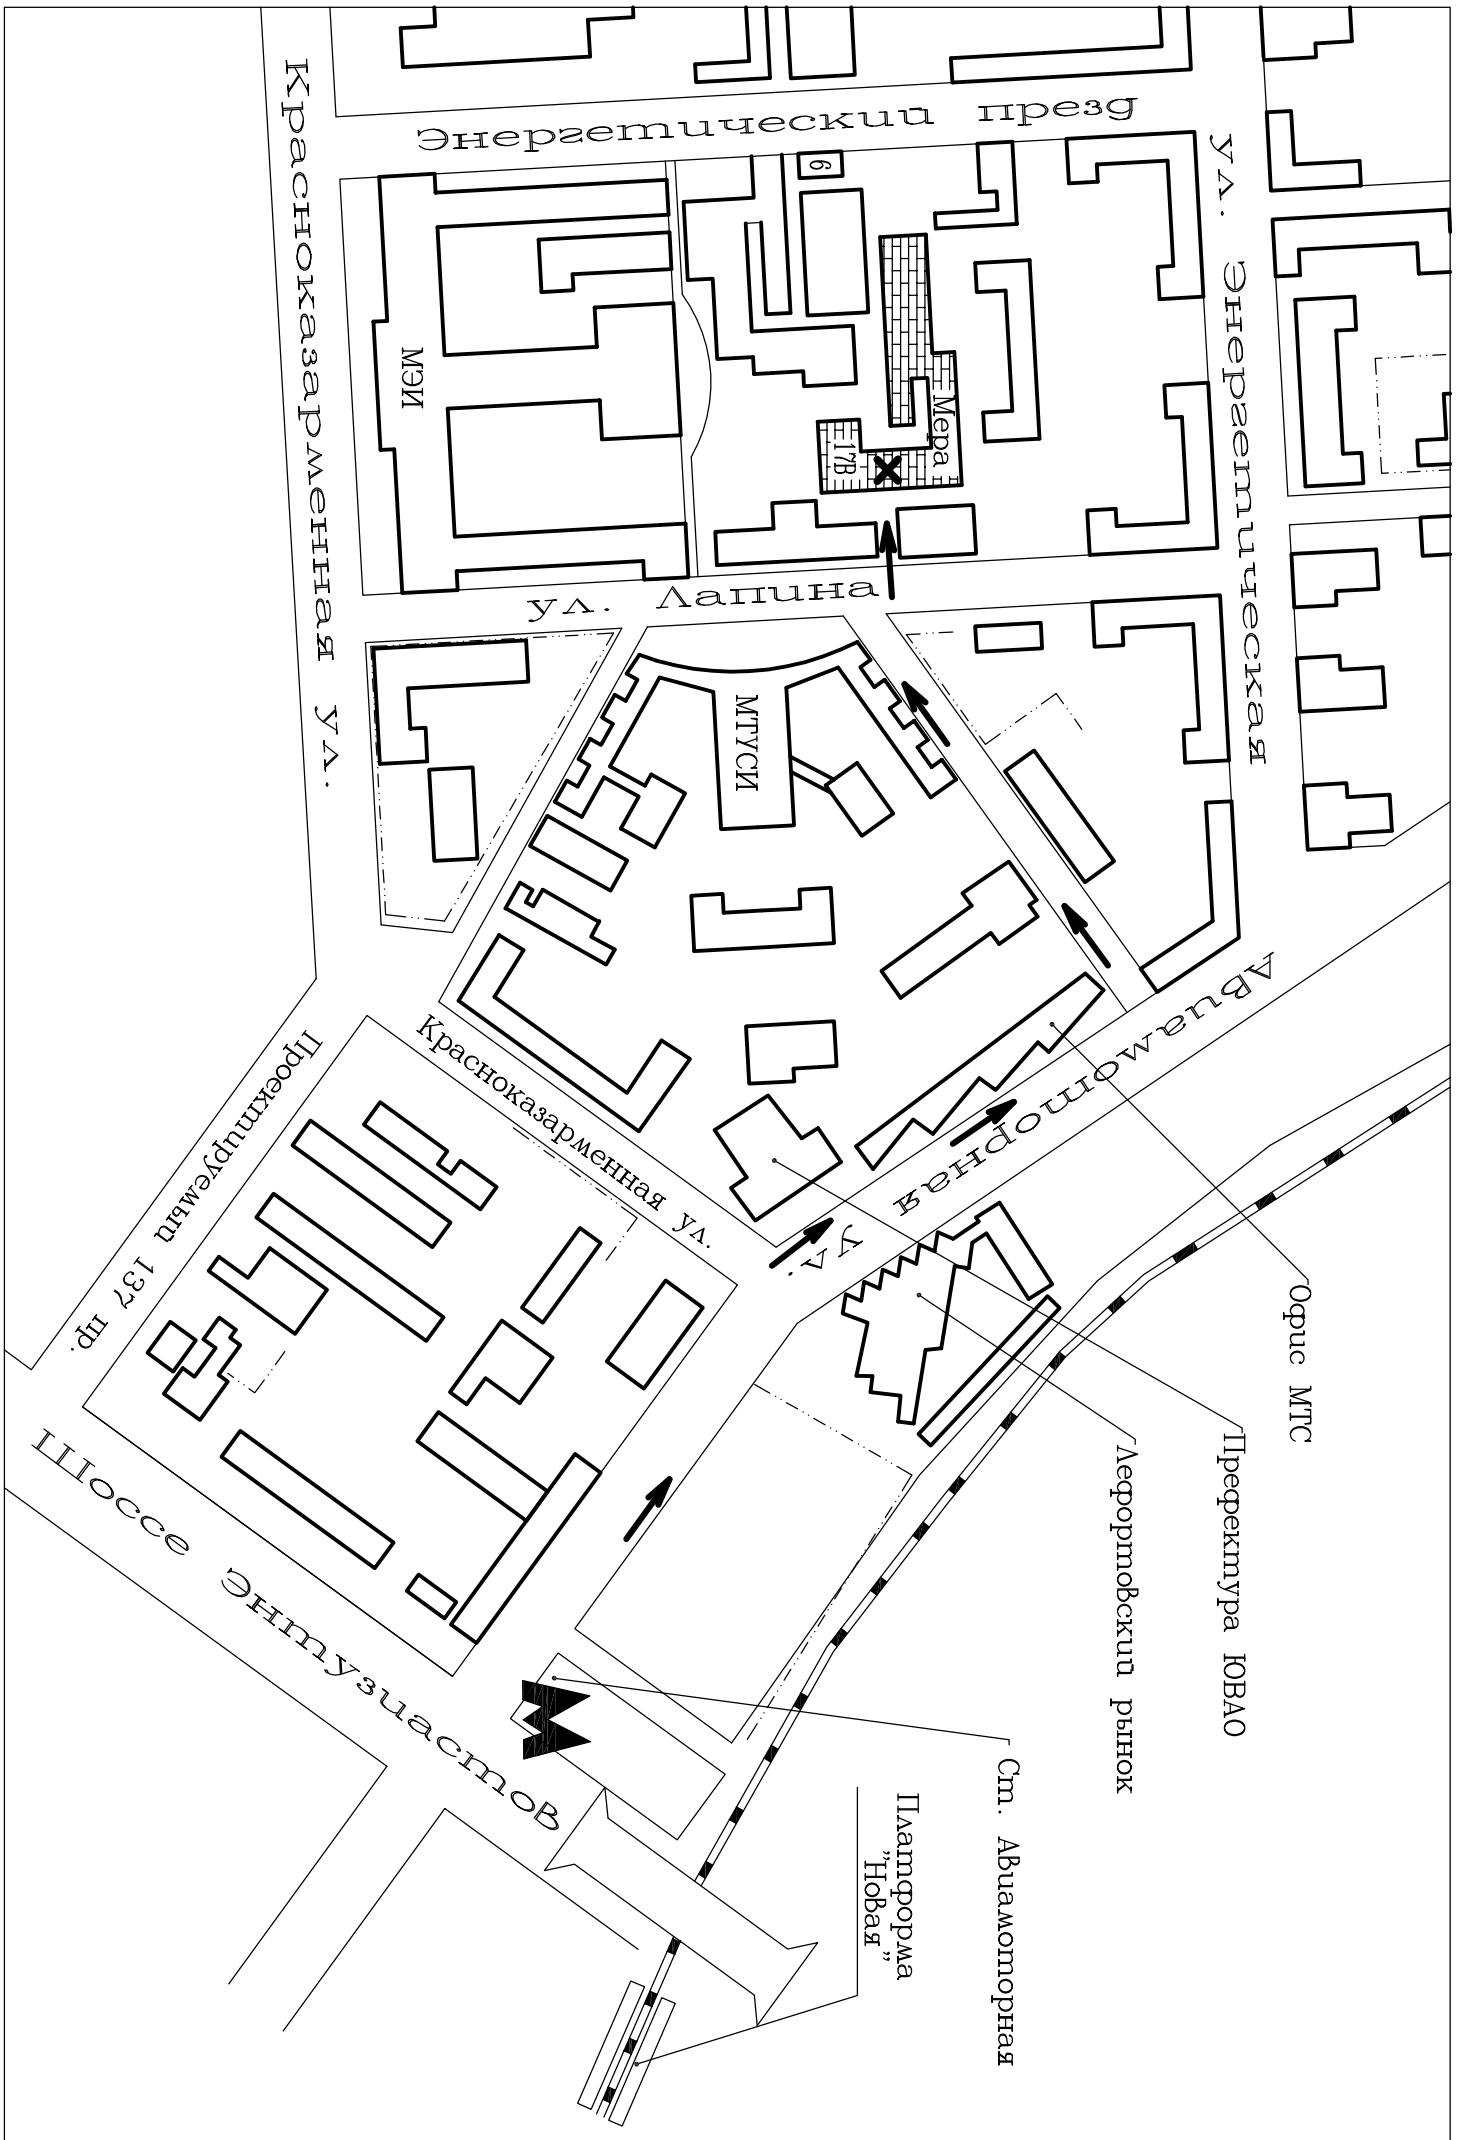 Энергетический презд
Красноказарменная ул.
ул. Энергетическая
6
МЭИ
Мера
17В
ул. Лапина
МТУСИ
Авиамоторная ул.
Красноказарменная ул.
Проектируемый 137 пр.
Шоссе Энтузиастов
Офис МТС
Префектура ЮВАО
Лефортовский рынок
Ст. Авиамоторная
Платформа
"Новая"
М